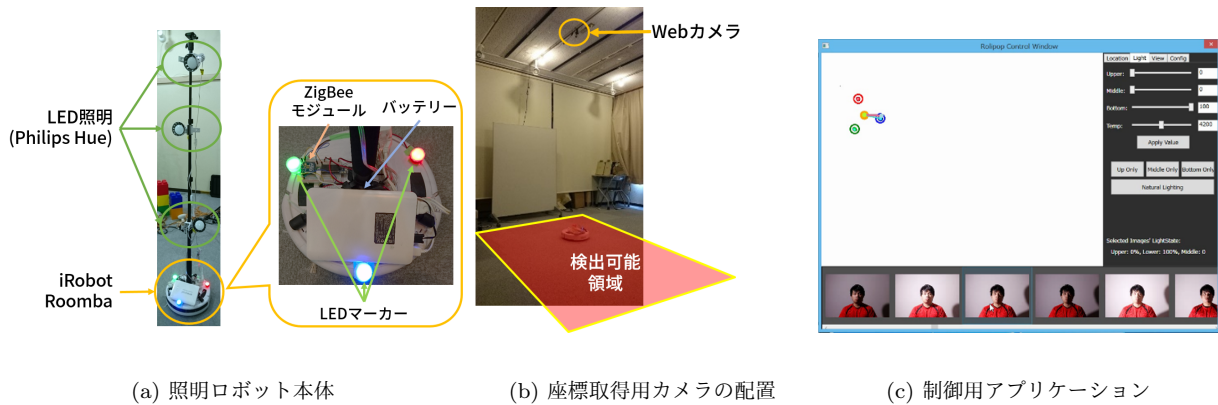 LED照明
(Philips Hue)
iRobot
Roomba
ZigBee
モジュール
バッテリー
LEDマーカー
Webカメラ
検出可能
領域
Rolipop Control Window
Location Light View Config
Upper: 0
Middle: 0
Bottom: 100
Temp: 4200
Apply Value
Up Only Middle Only Bottom Only
Natural Lighting
Selected Images' LightState:
Upper: 0%, Lower: 100%, Middle: 0
(a) 照明ロボット本体
(b) 座標取得用カメラの配置
(c) 制御用アプリケーション